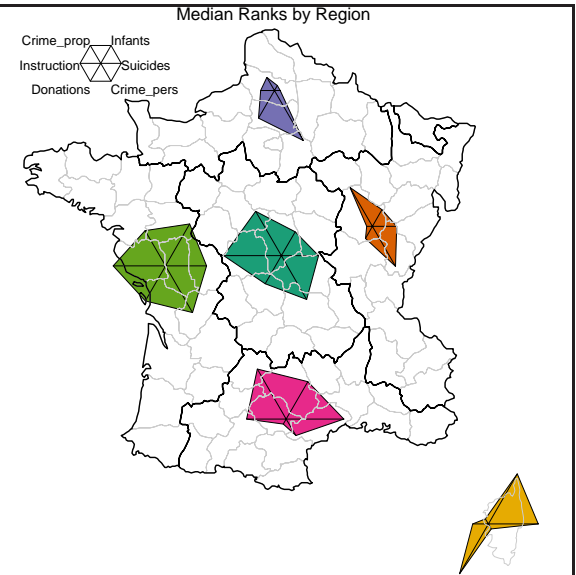 Median Ranks by Region
Crime_prop Infants
Instruction Suicides
Donations Crime_pers